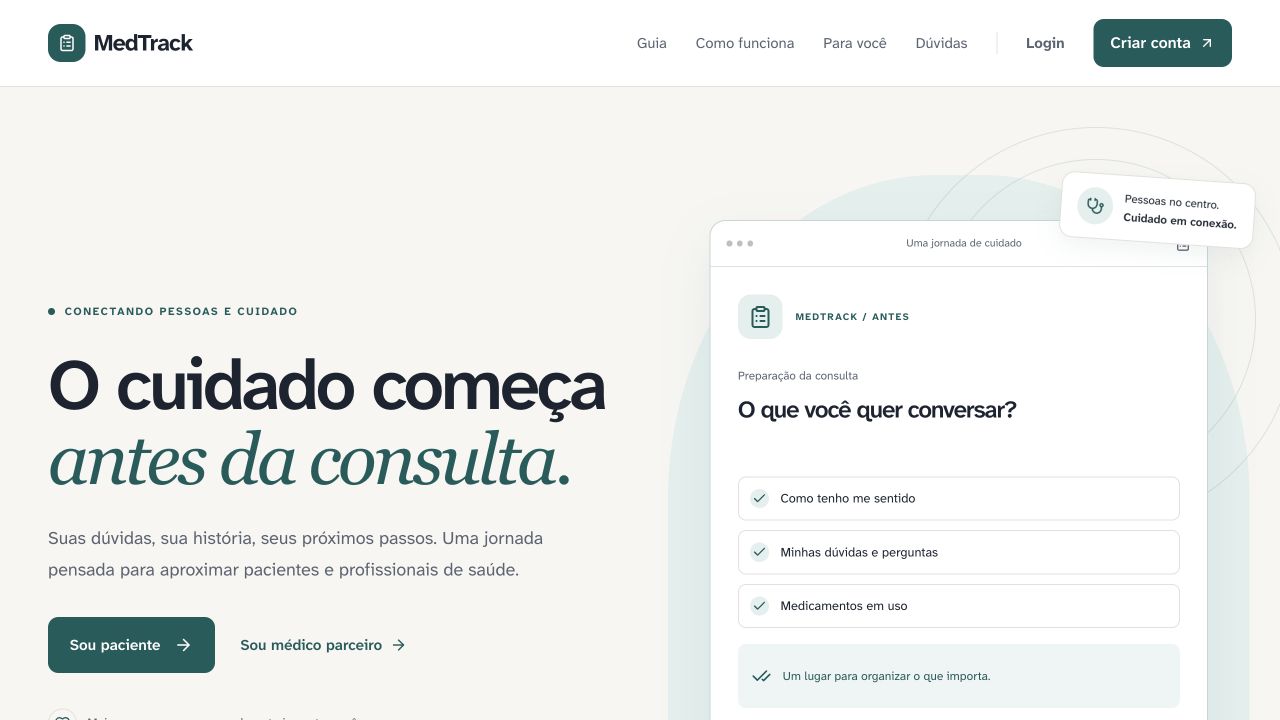 MedTrack
Guia
Como funciona
Para você
Dúvidas
Login
Criar conta
Pessoas no centro.
Cuidado em conexão.
Uma jornada de cuidado
CONECTANDO PESSOAS E CUIDADO
O cuidado começa
antes da consulta.
Suas dúvidas, sua história, seus próximos passos. Uma jornada
pensada para aproximar pacientes e profissionais de saúde.
Sou paciente
Sou médico parceiro
MEDTRACK / ANTES
Preparação da consulta
O que você quer conversar?
Como tenho me sentido
Minhas dúvidas e perguntas
Medicamentos em uso
Um lugar para organizar o que importa.